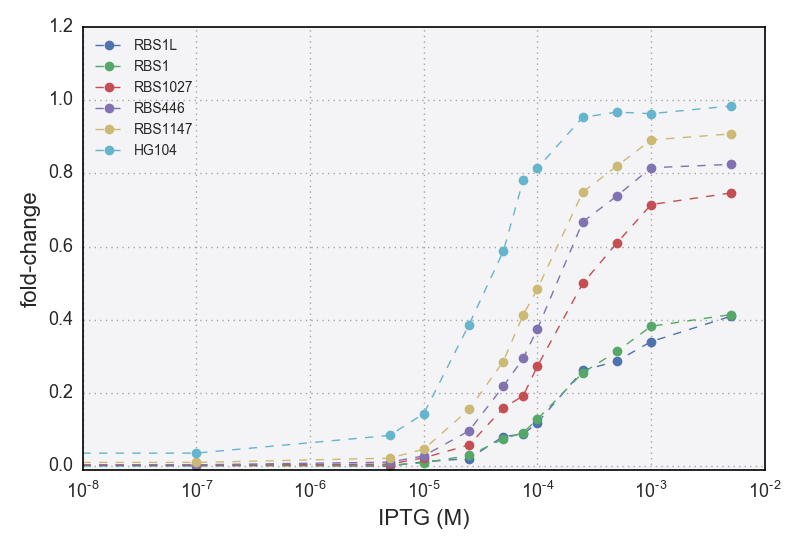 1.2
1.0
0.8
0.6
0.4
0.2
0.0
fold-change
RBS1L
RBS1
RBS1027
RBS446
RBS1147
HG104
10-8 10-7 10-6 10-5 10-4 10-3 10-2
IPTG (M)